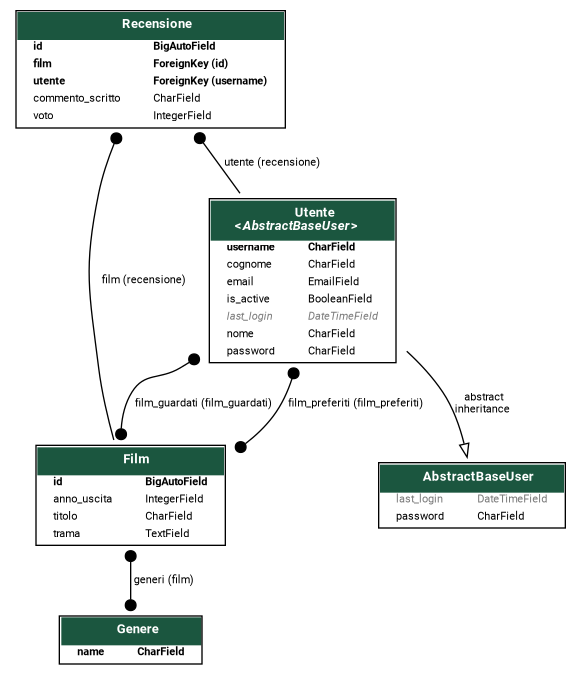 Recensione
id BigAutoField
film ForeignKey (id)
utente ForeignKey (username)
commento_scritto CharField
voto IntegerField
utente (recensione)
Utente
<AbstractBaseUser>
username CharField
cognome CharField
email EmailField
is_active BooleanField
last_login DateTimeField
nome CharField
password CharField
film (recensione)
film_guardati (film_guardati)
film_preferiti (film_preferiti)
abstract
inheritance
Film
id BigAutoField
anno_uscita IntegerField
titolo CharField
trama TextField
AbstractBaseUser
last_login DateTimeField
password CharField
generi (film)
Genere
name CharField